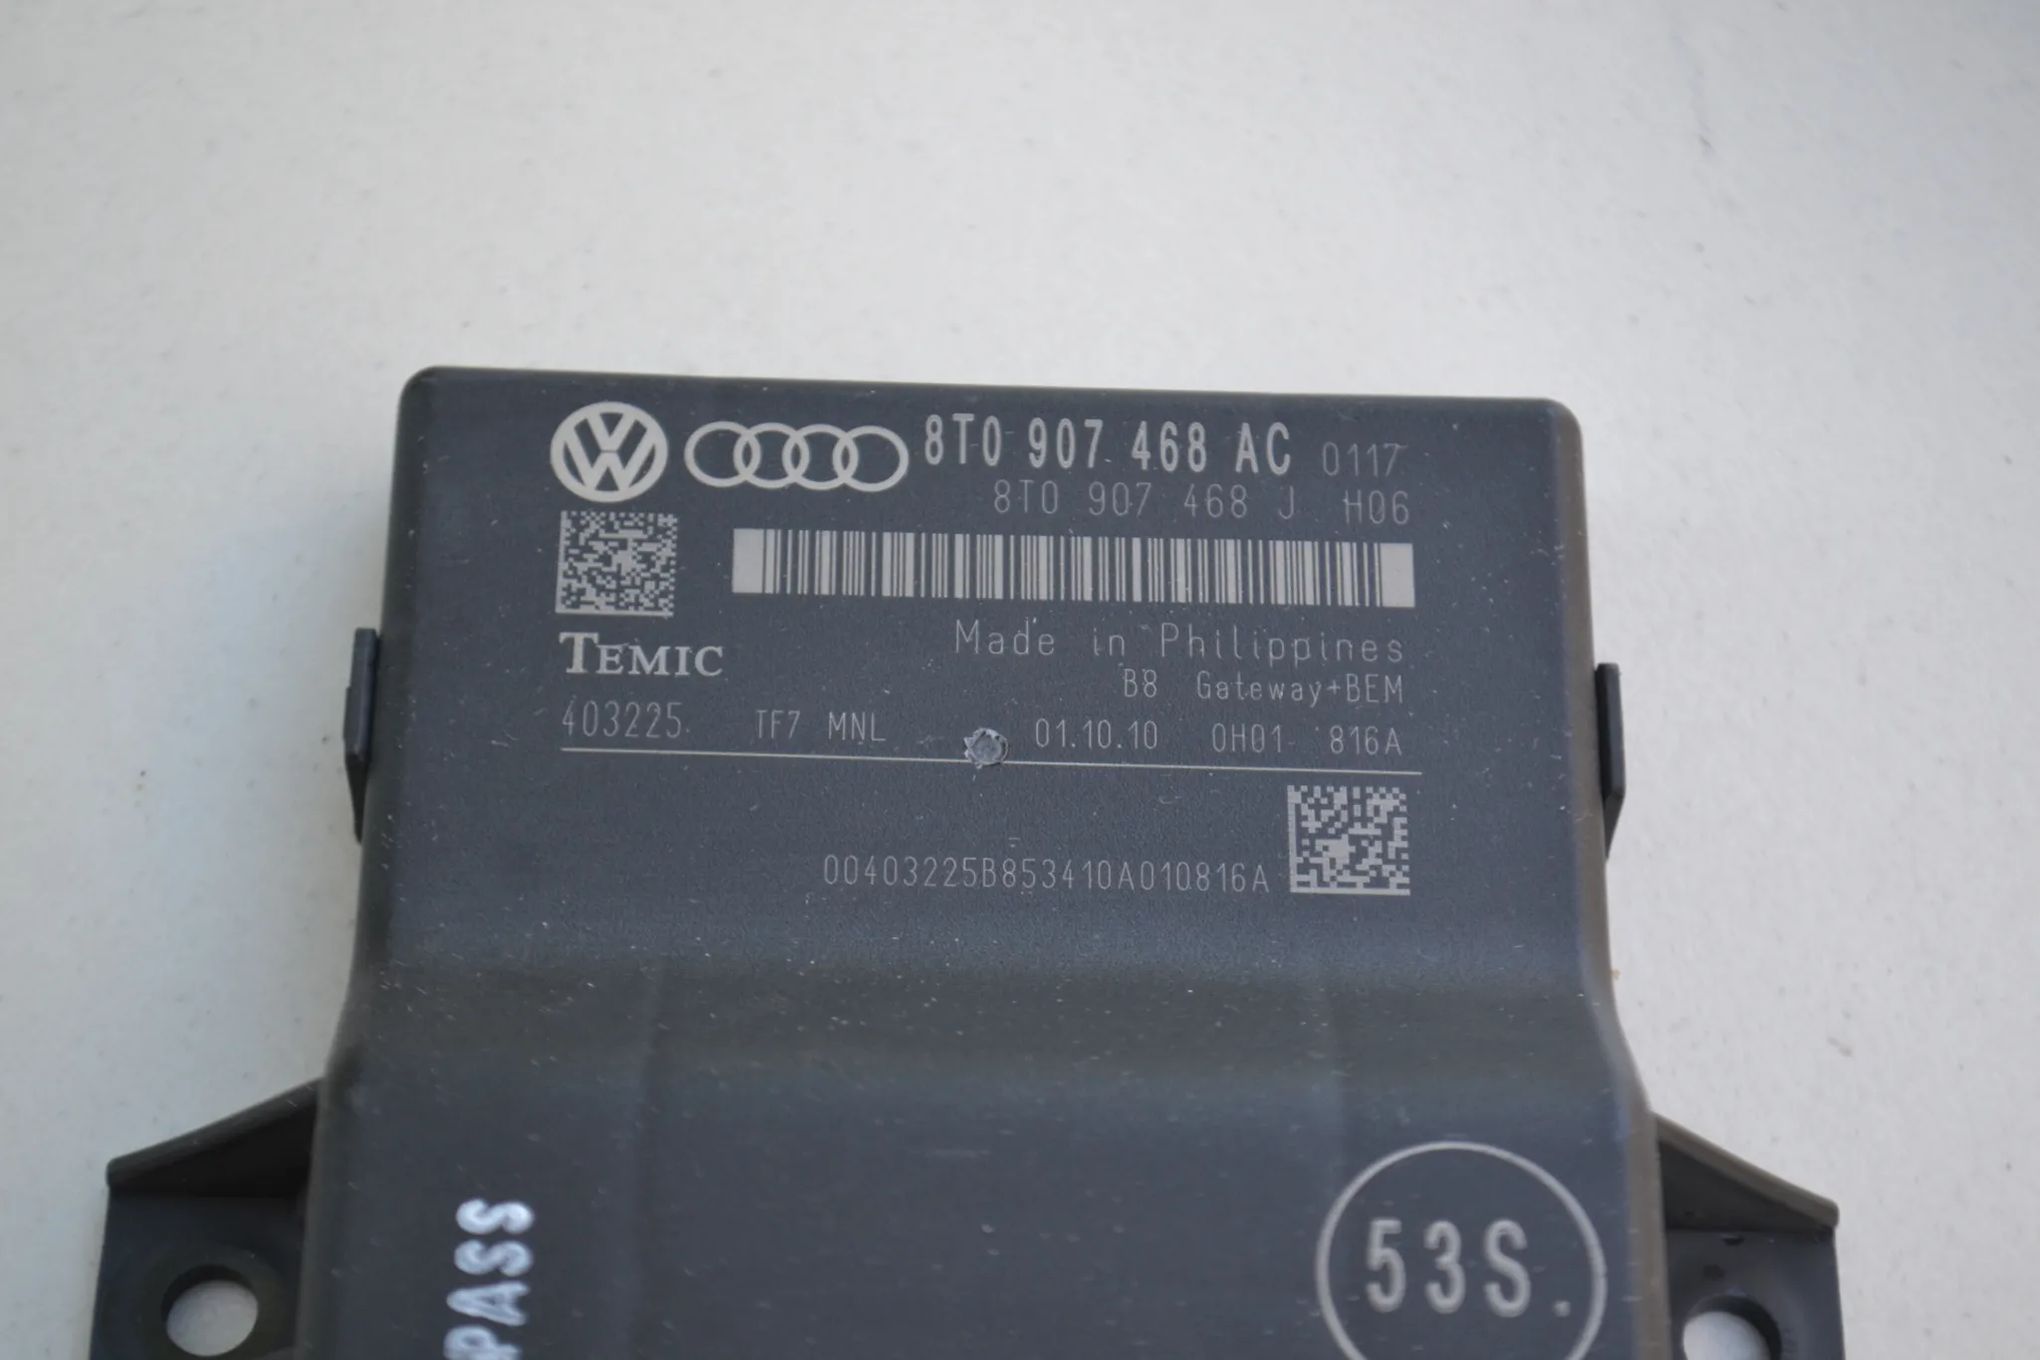 8T0 907 468 AC 0117
8T0 907 468 J H06
TEMIC
Made in Philippines
B8 Gateway+BEM
403225 TF7 MNL 01.10.10 0H01 816A
00403225B853410A010816A
53S.
PASS